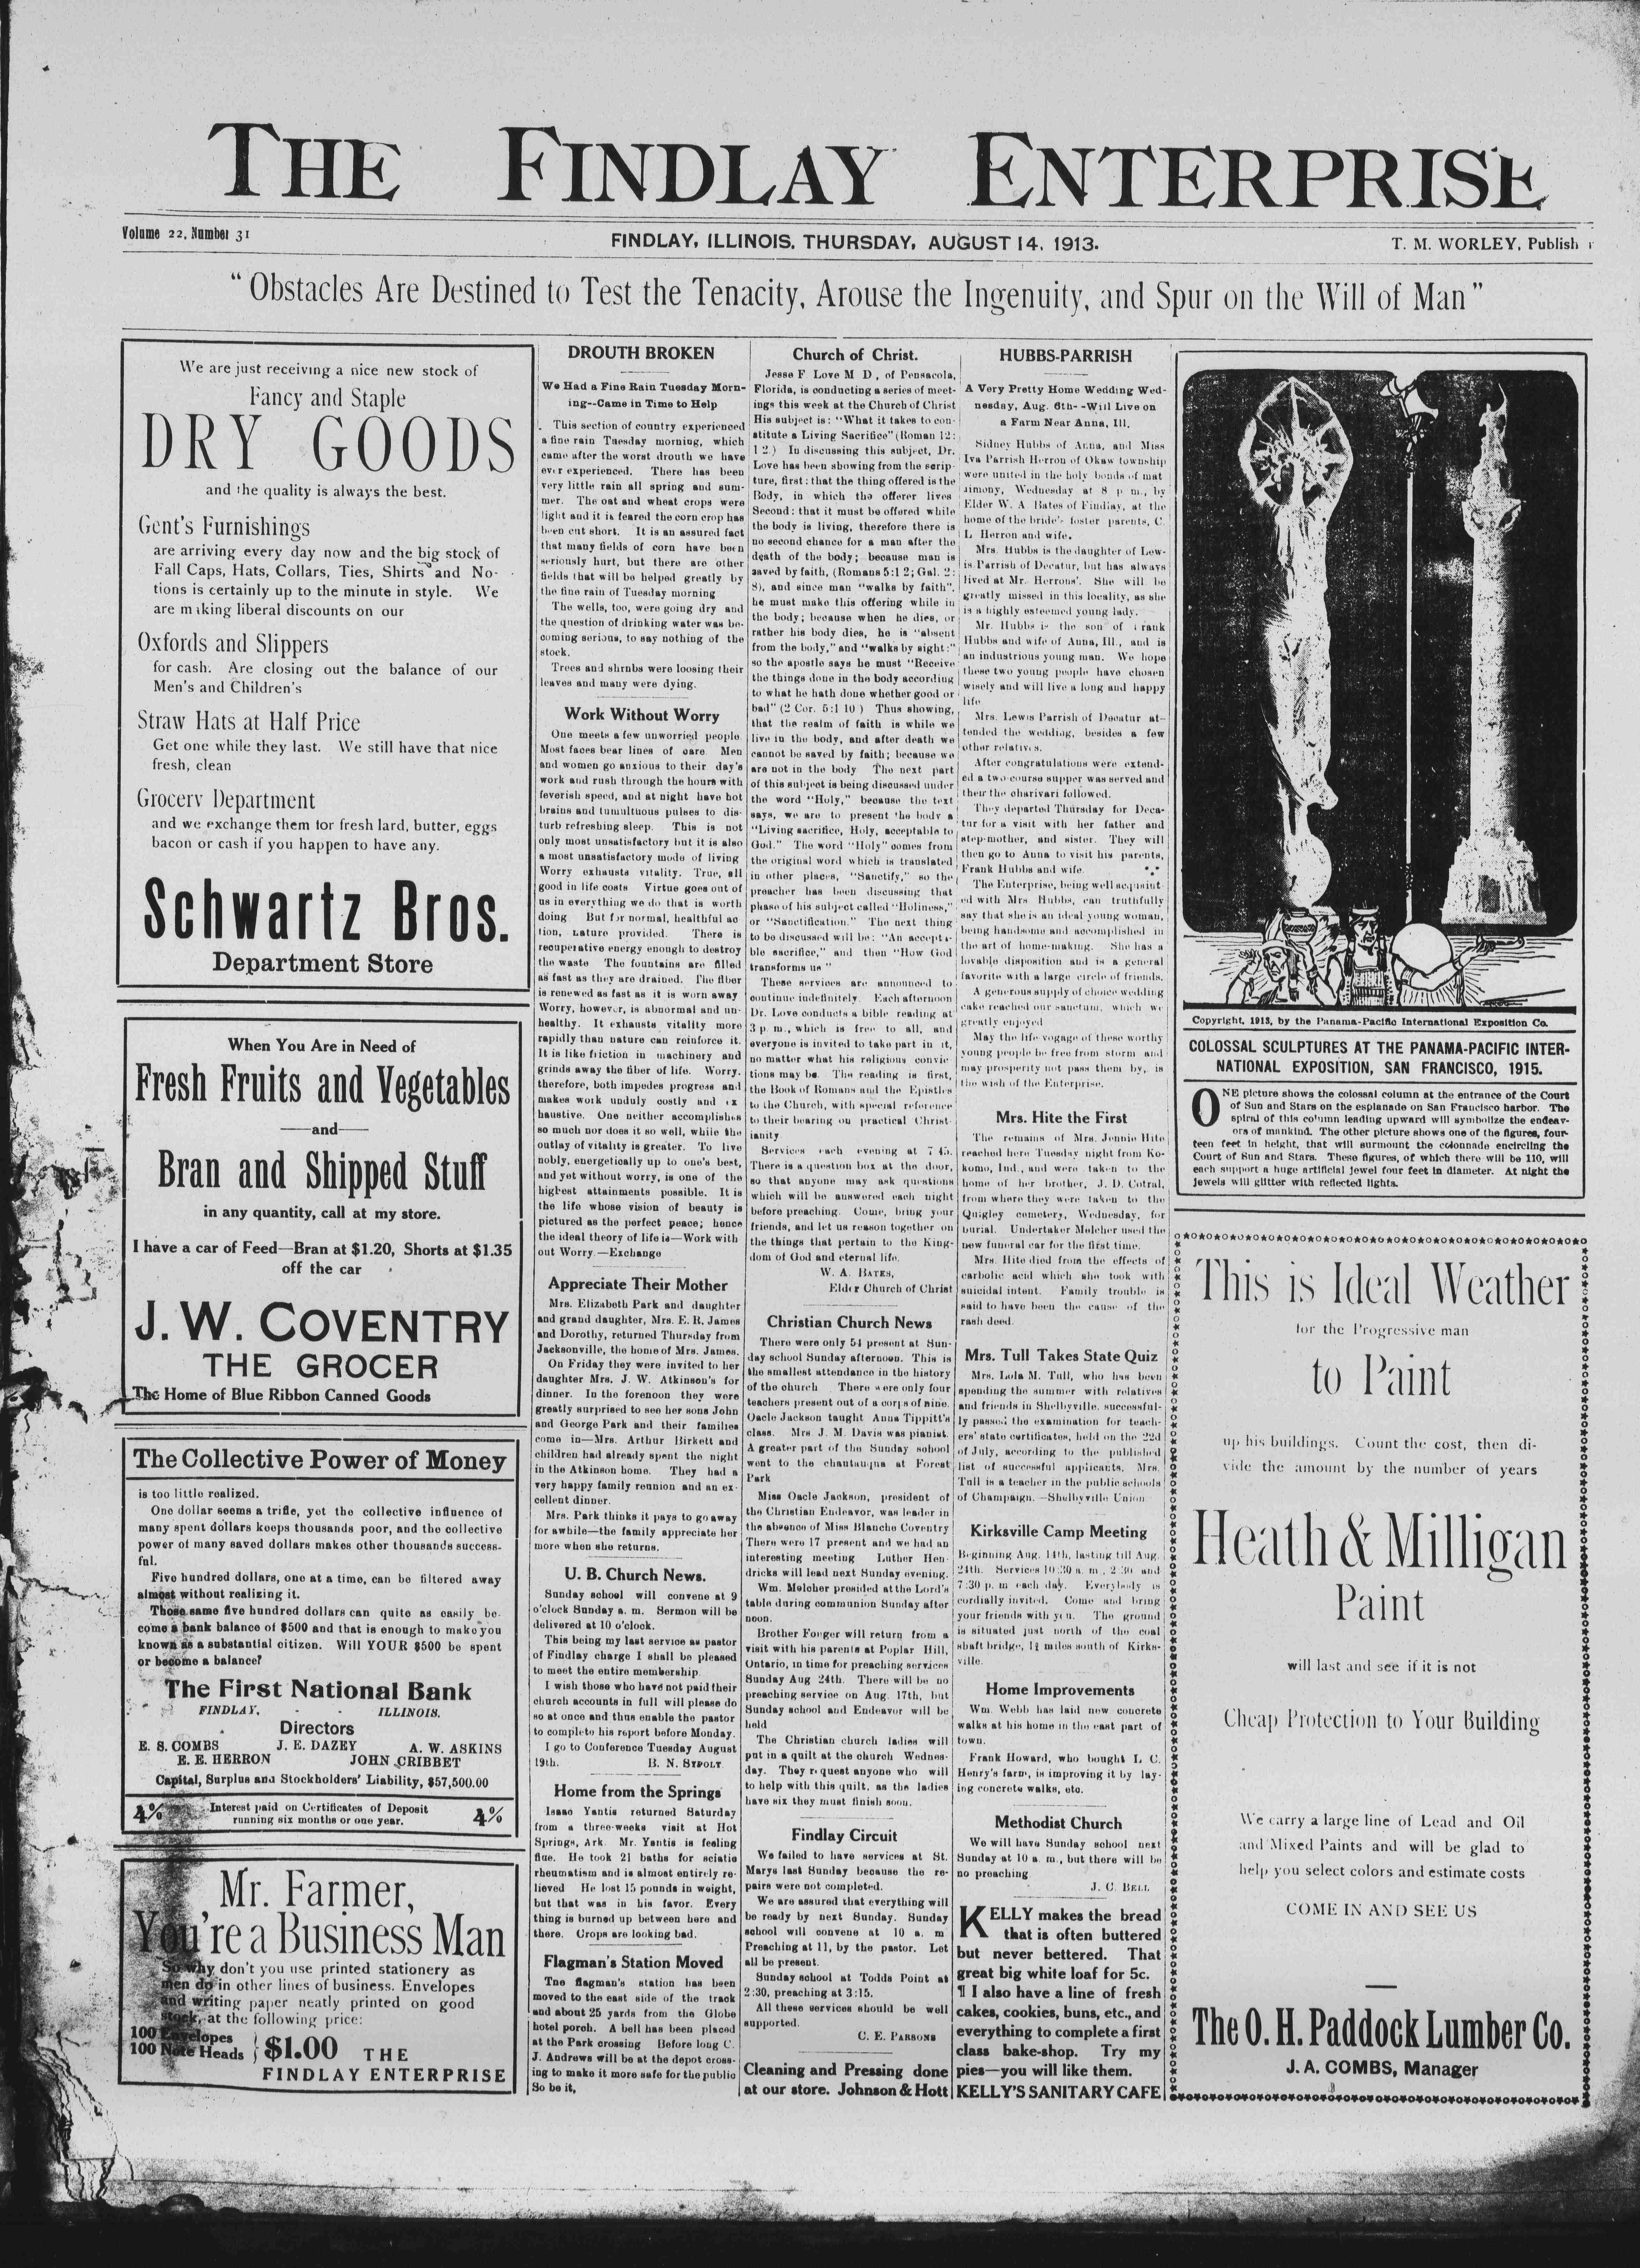 THE FINDLAY ENTERPRISE
Volume 22, Number 31
FINDLAY, ILLINOIS, THURSDAY, AUGUST 14, 1913.
T. M. WORLEY, Publish
"Obstacles Are Destined to Test the Tenacity, Arouse the Ingenuity, and Spur on the Will of Man"
We are just receiving a nice new stock of
Fancy and Staple
DRY GOODS
and the quality is always the best.
Gent's Furnishings
are arriving every day now and the big stock of
Fall Caps, Hats, Collars, Ties, Shirts and No-
tions is certainly up to the minute in style. We
are making liberal discounts on our
Oxfords and Slippers
for cash. Are closing out the balance of our
Men's and Children's
Straw Hats at Half Price
Get one while they last. We still have that nice
fresh, clean
Grocery Department
and we exchange them for fresh lard, butter, eggs
bacon or cash if you happen to have any.
Schwartz Bros.
Department Store
When You Are in Need of
Fresh Fruits and Vegetables
—and—
Bran and Shipped Stuff
in any quantity, call at my store.
I have a car of Feed—Bran at $1.20, Shorts at $1.35
off the car
J. W. COVENTRY
THE GROCER
The Home of Blue Ribbon Canned Goods
The Collective Power of Money
is too little realized.
One dollar seems a trifle, yet the collective influence of
many spent dollars keeps thousands poor, and the collective
power of many saved dollars makes other thousands success-
ful.
Five hundred dollars, one at a time, can be filtered away
almost without realizing it.
Those same five hundred dollars can quite as easily be-
come a bank balance of $500 and that is enough to make you
known as a substantial citizen. Will YOUR $500 be spent
or become a balance?
The First National Bank
FINDLAY, - - ILLINOIS.
Directors
E. S. COMBS J. E. DAZEY A. W. ASKINS
E. E. HERRON JOHN CRIBBET
Capital, Surplus and Stockholders' Liability, $57,500.00
4% Interest paid on Certificates of Deposit 4%
running six months or one year.
Mr. Farmer,
You're a Business Man
So why don't you use printed stationery as
men do in other lines of business. Envelopes
and writing paper neatly printed on good
stock, at the following price:
100 Envelopes
100 Note Heads } $1.00 THE
FINDLAY ENTERPRISE
DROUTH BROKEN
We Had a Fine Rain Tuesday Morn-
ing--Came in Time to Help
This section of country experienced
a fine rain Tuesday morning, which
came after the worst drouth we have
ever experienced. There has been
very little rain all spring and sum-
mer. The oat and wheat crops were
light and it is feared the corn crop has
been cut short. It is an assured fact
that many fields of corn have been
seriously hurt, but there are other
fields that will be helped greatly by
the fine rain of Tuesday morning
The wells, too, were going dry and
the question of drinking water was be-
coming serious, to say nothing of the
stock.
Trees and shrubs were loosing their
leaves and many were dying.
Work Without Worry
One meets a few unworried people.
Most faces bear lines of care. Men
and women go anxious to their day's
work and rush through the hours with
feverish speed, and at night have hot
brains and tumultuous pulses to dis-
turb refreshing sleep. This is not
only most unsatisfactory but it is also
a most unsatisfactory mode of living
Worry exhausts vitality. True, all
good in life costs Virtue goes out of
us in everything we do that is worth
doing But for normal, healthful ac
tion, nature provided. There is
recuperative energy enough to destroy
the waste The fountains are filled
as fast as they are drained. The fiber
is renewed as fast as it is worn away
Worry, however, is abnormal and un-
healthy. It exhausts vitality more
rapidly than nature can reinforce it.
It is like friction in machinery and
grinds away the fiber of life. Worry,
therefore, both impedes progress and
makes work unduly costly and ex
haustive. One neither accomplishes
so much nor does it so well, while the
outlay of vitality is greater. To live
nobly, energetically up to one's best,
and yet without worry, is one of the
highest attainments possible. It is
the life whose vision of beauty is
pictured as the perfect peace; hence
the ideal theory of life is—Work with
out Worry.—Exchange
Appreciate Their Mother
Mrs. Elizabeth Park and daughter
and grand daughter, Mrs. E. R. James
and Dorothy, returned Thursday from
Jacksonville, the home of Mrs. James.
On Friday they were invited to her
daughter Mrs. J. W. Atkinson's for
dinner. In the forenoon they were
greatly surprised to see her sons John
and George Park and their families
come in—Mrs. Arthur Birkett and
children had already spent the night
in the Atkinson home. They had a
very happy family reunion and an ex-
cellent dinner.
Mrs. Park thinks it pays to go away
for awhile—the family appreciate her
more when she returns.
U. B. Church News.
Sunday school will convene at 9
o'clock Sunday a. m. Sermon will be
delivered at 10 o'clock.
This being my last service as pastor
of Findlay charge I shall be pleased
to meet the entire membership.
I wish those who have not paid their
church accounts in full will please do
so at once and thus enable the pastor
to complete his report before Monday.
I go to Conference Tuesday August
19th. B. N. STPOLT
Home from the Springs
Isaac Yantis returned Saturday
from a three-weeks visit at Hot
Springs, Ark. Mr. Yantis is feeling
fine. He took 21 baths for sciatic
rheumatism and is almost entirely re-
lieved He lost 15 pounds in weight,
but that was in his favor. Every
thing is burned up between here and
there. Crops are looking bad.
Flagman's Station Moved
The flagman's station has been
moved to the east side of the track
and about 25 yards from the Globe
hotel porch. A bell has been placed
at the Park crossing Before long C.
J. Andrews will be at the depot cross-
ing to make it more safe for the public
So be it,
Church of Christ.
Jesse F Love M D, of Pensacola,
Florida, is conducting a series of meet-
ings this week at the Church of Christ
His subject is: "What it takes to con-
stitute a Living Sacrifice" (Roman 12:
1 2.) In discussing this subject, Dr.
Love has been showing from the scrip-
ture, first: that the thing offered is the
Body, in which the offerer lives
Second: that it must be offered while
the body is living, therefore there is
no second chance for a man after the
death of the body; because man is
saved by faith, (Romans 5:1 2; Gal. 2:
8), and since man "walks by faith",
he must make this offering while in
the body; because when he dies, or
rather his body dies, he is "absent
from the body," and "walks by sight:"
so the apostle says he must "Receive
the things done in the body according
to what he hath done whether good or
bad" (2 Cor. 5:1 10 ) Thus showing,
that the realm of faith is while we
live in the body, and after death we
cannot be saved by faith; because we
are not in the body The next part
of this subject is being discussed under
the word "Holy," because the text
says, we are to present the body a
"Living sacrifice, Holy, acceptable to
God." The word "Holy" comes from
the original word which is translated
in other places, "Sanctify," so the
preacher has been discussing that
phase of his subject called "Holiness,"
or "Sanctification." The next thing
to be discussed will be: "An accepta-
ble sacrifice," and then "How God
transforms us"
These services are announced to
continue indefinitely. Each afternoon
Dr. Love conducts a bible reading at
3 p. m., which is free to all, and
everyone is invited to take part in it,
no matter what his religious convic-
tions may be. The reading is first,
the Book of Romans and the Epistles
to the Church, with special reference
to their bearing on practical Christ
ianity
Services each evening at 7 45.
There is a question box at the door,
so that anyone may ask questions
which will be answered each night
before preaching. Come, bring your
friends, and let us reason together on
the things that pertain to the King-
dom of God and eternal life.
W. A. BATES,
Elder Church of Christ
Christian Church News
There were only 54 present at Sun-
day school Sunday afternoon. This is
the smallest attendance in the history
of the church There were only four
teachers present out of a corps of nine.
Oacle Jackson taught Anna Tippitt's
class. Mrs J. M. Davis was pianist.
A greater part of the Sunday school
went to the chautauqua at Forest
Park
Miss Oacle Jackson, president of
the Christian Endeavor, was leader in
the absence of Miss Blanche Coventry
There were 17 present and we had an
interesting meeting Luther Hen-
dricks will lead next Sunday evening.
Wm. Melcher presided at the Lord's
table during communion Sunday after
noon.
Brother Fonger will return from a
visit with his parents at Poplar Hill,
Ontario, in time for preaching services
Sunday Aug 24th. There will be no
preaching service on Aug. 17th, but
Sunday school and Endeavor will be
held
The Christian church ladies will
put in a quilt at the church Wednes-
day. They request anyone who will
to help with this quilt, as the ladies
have six they must finish soon.
Findlay Circuit
We failed to have services at St.
Marys last Sunday because the re-
pairs were not completed.
We are assured that everything will
be ready by next Sunday. Sunday
school will convene at 10 a. m
Preaching at 11, by the pastor. Let
all be present.
Sunday school at Todds Point at
2:30, preaching at 3:15.
All these services should be well
supported.
C. E. PARSONS
Cleaning and Pressing done
at our store. Johnson & Hott
HUBBS-PARRISH
A Very Pretty Home Wedding Wed-
nesday, Aug. 6th--Will Live on
a Farm Near Anna, Ill.
Sidney Hubbs of Anna, and Miss
Iva Parrish Herron of Okaw township
were united in the holy bonds of mat
rimony, Wednesday at 8 p m., by
Elder W. A Bates of Findlay, at the
home of the bride's foster parents, C.
L Herron and wife.
Mrs. Hubbs is the daughter of Lew-
is Parrish of Decatur, but has always
lived at Mr. Herrons'. She will be
greatly missed in this locality, as she
is a highly esteemed young lady.
Mr. Hubbs is the son of Frank
Hubbs and wife of Anna, Ill., and is
an industrious young man. We hope
these two young people have chosen
wisely and will live a long and happy
life
Mrs. Lewis Parrish of Decatur at-
tended the wedding, besides a few
other relatives.
After congratulations were extend-
ed a two-course supper was served and
their the charivari followed.
They departed Thursday for Deca-
tur for a visit with her father and
step-mother, and sister. They will
then go to Anna to visit his parents,
Frank Hubbs and wife.
The Enterprise, being well acquaint
ed with Mrs Hubbs, can truthfully
say that she is an ideal young woman,
being handsome and accomplished in
the art of home-making. She has a
lovable disposition and is a general
favorite with a large circle of friends.
A generous supply of choice wedding
cake reached our sanctum, which we
greatly enjoyed
May the life vogage of these worthy
young people be free from storm and
may prosperity not pass them by, is
the wish of the Enterprise.
Mrs. Hite the First
The remains of Mrs. Jennie Hite
reached here Tuesday night from Ko-
komo, Ind., and were taken to the
home of her brother, J. D. Cotral,
from where they were taken to the
Quigley cemetery, Wednesday, for
burial. Undertaker Melcher used the
new funeral car for the first time.
Mrs. Hite died from the effects of
carbolic acid which she took with
suicidal intent. Family trouble is
said to have been the cause of the
rash deed.
Mrs. Tull Takes State Quiz
Mrs. Lola M. Tull, who has been
spending the summer with relatives
and friends in Shelbyville, successful-
ly passed the examination for teach-
ers' state certificates, held on the 22d
of July, according to the published
list of successful applicants. Mrs.
Tull is a teacher in the public schools
of Champaign.—Shelbyville Union
Kirksville Camp Meeting
Beginning Aug. 14th, lasting till Aug.
24th. Services 10:30 a. m., 2 30 and
7:30 p. m each day. Everybody is
cordially invited. Come and bring
your friends with you. The ground
is situated just north of the coal
shaft bridge, 1½ miles south of Kirks-
ville.
Home Improvements
Wm. Webb has laid new concrete
walks at his home in the east part of
town.
Frank Howard, who bought L C.
Henry's farm, is improving it by lay-
ing concrete walks, etc.
Methodist Church
We will have Sunday school next
Sunday at 10 a. m., but there will be
no preaching
J. C. BELL
KELLY makes the bread
that is often buttered
but never bettered. That
great big white loaf for 5c.
¶ I also have a line of fresh
cakes, cookies, buns, etc., and
everything to complete a first
class bake-shop. Try my
pies—you will like them.
KELLY'S SANITARY CAFE
Copyright, 1913, by the Panama-Pacific International Exposition Co.
COLOSSAL SCULPTURES AT THE PANAMA-PACIFIC INTER-
NATIONAL EXPOSITION, SAN FRANCISCO, 1915.
ONE picture shows the colossal column at the entrance of the Court
of Sun and Stars on the esplanade on San Francisco harbor. The
spiral of this column leading upward will symbolize the endeav-
ors of mankind. The other picture shows one of the figures, four-
teen feet in height, that will surmount the colonnade encircling the
Court of Sun and Stars. These figures, of which there will be 110, will
each support a huge artificial jewel four feet in diameter. At night the
jewels will glitter with reflected lights.
This is Ideal Weather
for the Progressive man
to Paint
up his buildings. Count the cost, then di-
vide the amount by the number of years
Heath & Milligan
Paint
will last and see if it is not
Cheap Protection to Your Building
We carry a large line of Lead and Oil
and Mixed Paints and will be glad to
help you select colors and estimate costs
COME IN AND SEE US
The O. H. Paddock Lumber Co.
J. A. COMBS, Manager